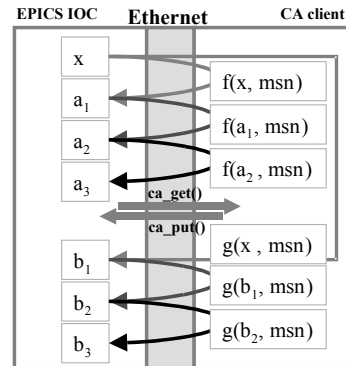 EPICS IOC Ethernet CA client
x
f(x, msn)
a1
f(a1, msn)
a2
f(a2 , msn)
a3
ca_get()
ca_put()
g(x , msn)
b1
g(b1, msn)
b2
g(b2, msn)
b3